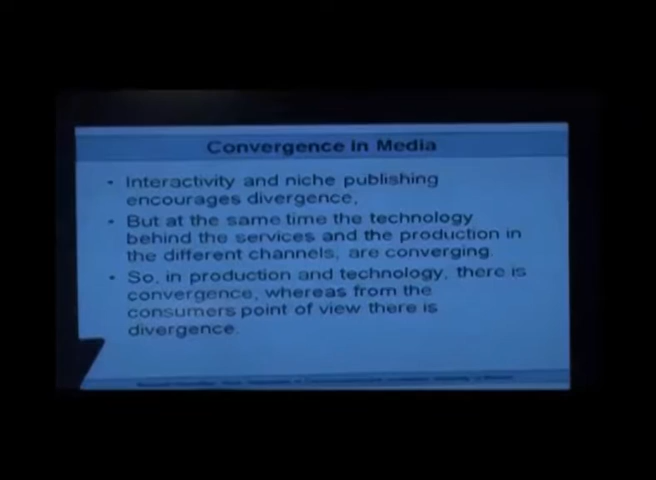 Convergence in Media
• Interactivity and niche publishing
encourages divergence,
• But at the same time the technology
behind the services and the production in
the different channels, are converging.
• So, in production and technology, there is
convergence, whereas from the
consumers point of view there is
divergence.